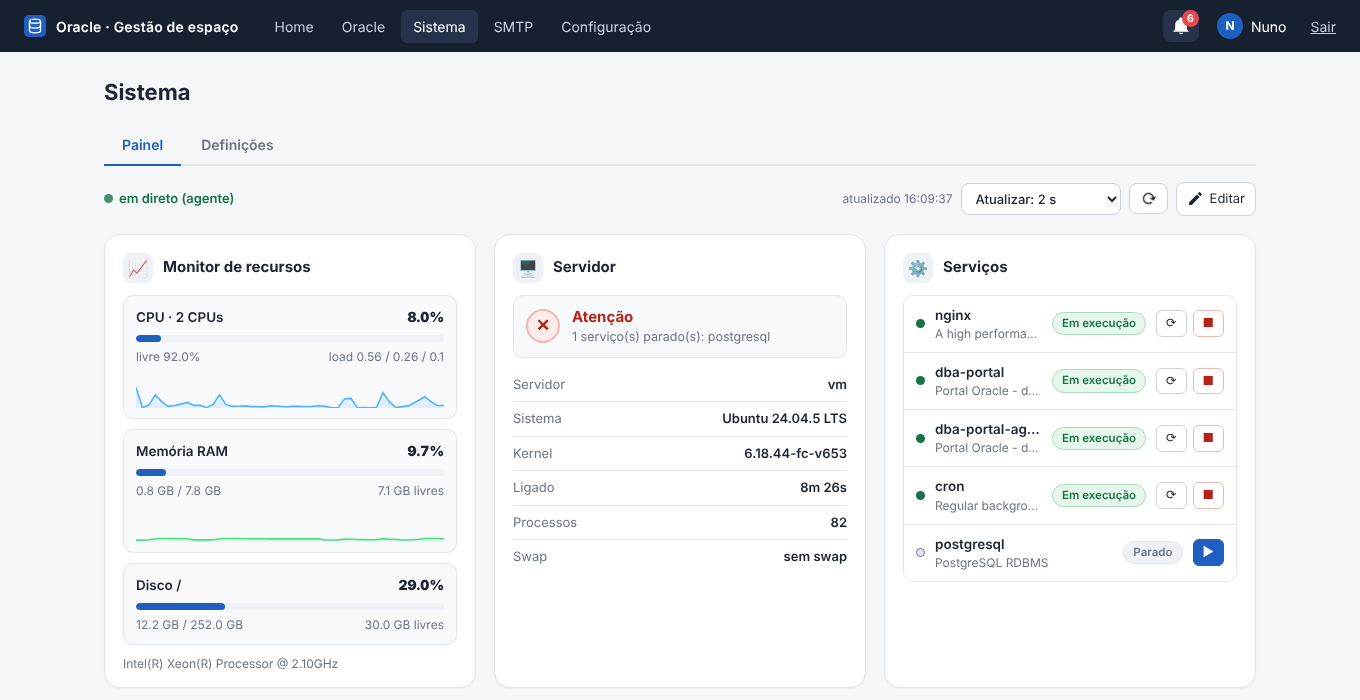 Oracle · Gestão de espaço Home Oracle Sistema SMTP Configuração 6 N Nuno Sair
Sistema
Painel Definições
em direto (agente) atualizado 16:09:37 Atualizar: 2 s Editar
Monitor de recursos
CPU · 2 CPUs 8.0%
livre 92.0% load 0.56 / 0.26 / 0.1
Memória RAM 9.7%
0.8 GB / 7.8 GB 7.1 GB livres
Disco / 29.0%
12.2 GB / 252.0 GB 30.0 GB livres
Intel(R) Xeon(R) Processor @ 2.10GHz
Servidor
Atenção
1 serviço(s) parado(s): postgresql
Servidor vm
Sistema Ubuntu 24.04.5 LTS
Kernel 6.18.44-fc-v653
Ligado 8m 26s
Processos 82
Swap sem swap
Serviços
nginx
A high performa... Em execução
dba-portal
Portal Oracle - d... Em execução
dba-portal-ag...
Portal Oracle - d... Em execução
cron
Regular backgro... Em execução
postgresql
PostgreSQL RDBMS Parado